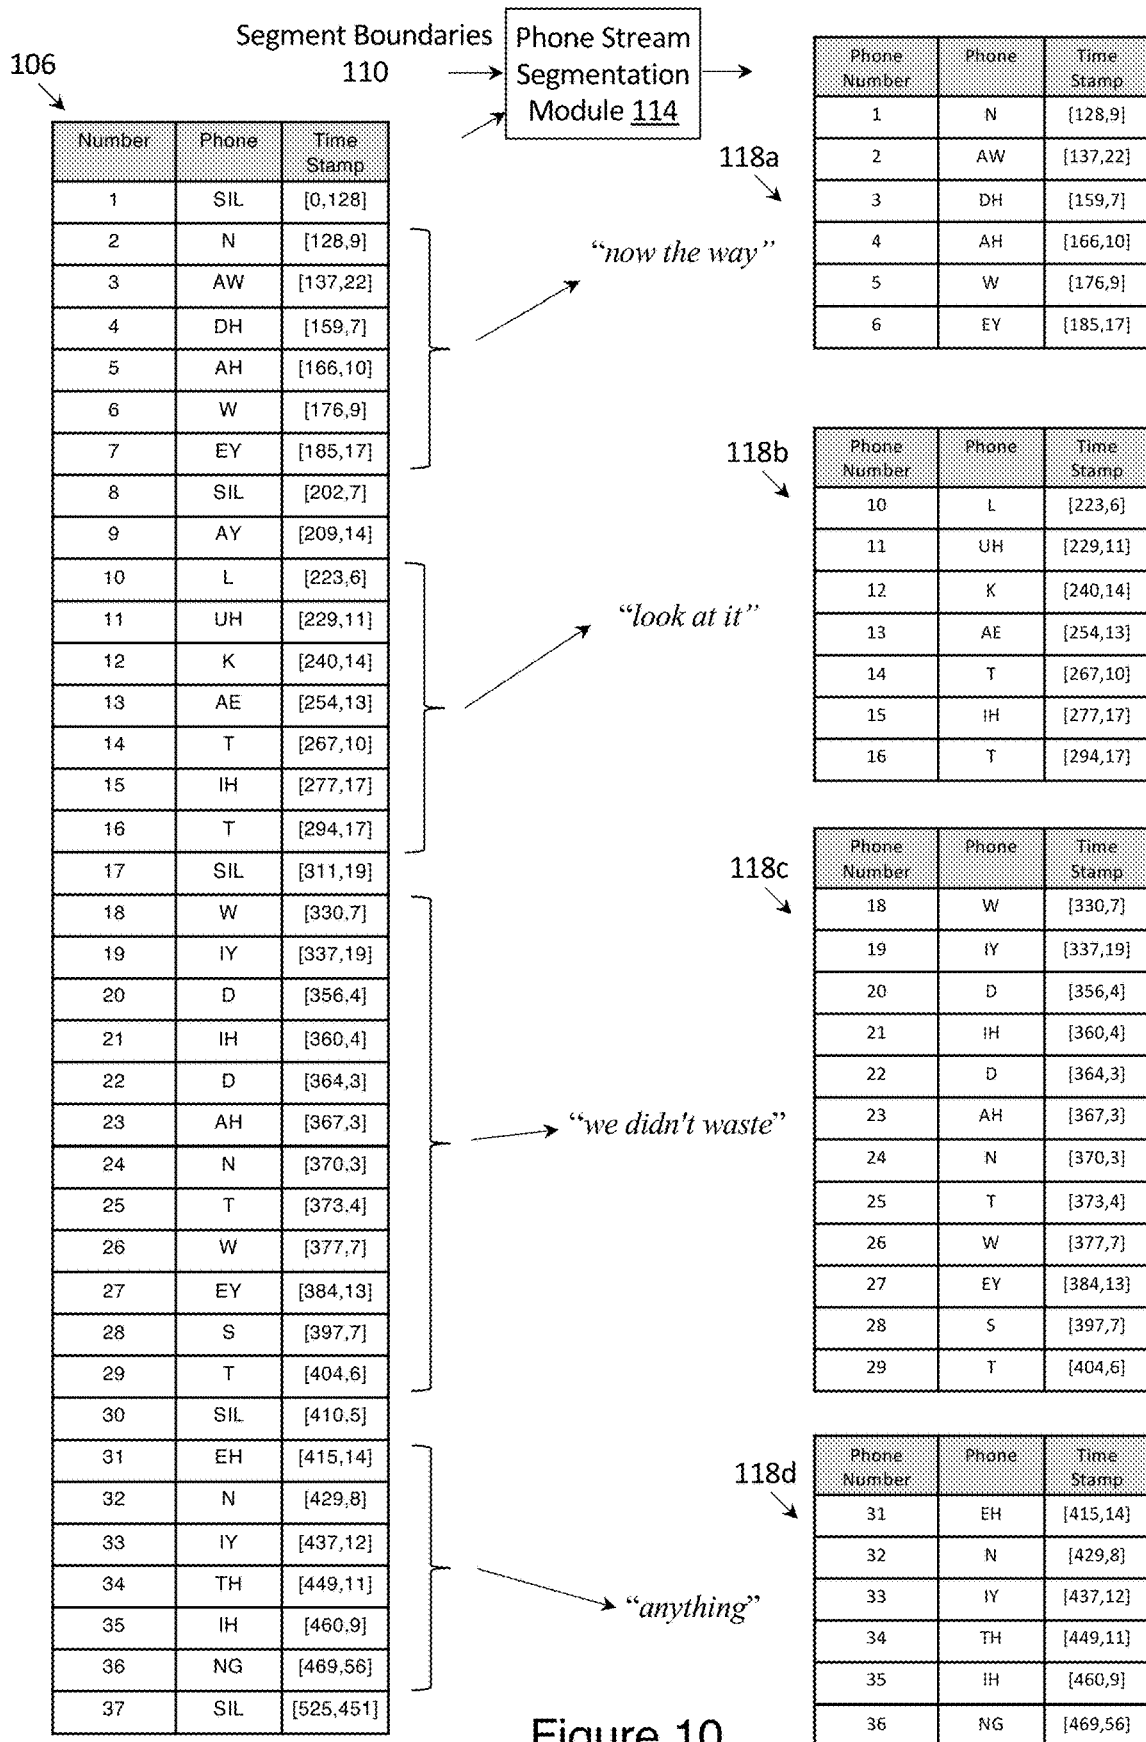 Segment Boundaries
110
Phone Stream
Segmentation
Module 114
106
Number Phone Time
Stamp
1 SIL [0,128]
2 N [128,9]
3 AW [137,22]
4 DH [159,7]
5 AH [166,10]
6 W [176,9]
7 EY [185,17]
8 SIL [202,7]
9 AY [209,14]
10 L [223,6]
11 UH [229,11]
12 K [240,14]
13 AE [254,13]
14 T [267,10]
15 IH [277,17]
16 T [294,17]
17 SIL [311,19]
18 W [330,7]
19 IY [337,19]
20 D [356,4]
21 IH [360,4]
22 D [364,3]
23 AH [367,3]
24 N [370,3]
25 T [373,4]
26 W [377,7]
27 EY [384,13]
28 S [397,7]
29 T [404,6]
30 SIL [410,5]
31 EH [415,14]
32 N [429,8]
33 IY [437,12]
34 TH [449,11]
35 IH [460,9]
36 NG [469,56]
37 SIL [525,451]
“now the way”
“look at it”
“we didn't waste”
“anything”
118a
Phone Phone Time
Number Stamp
1 N [128,9]
2 AW [137,22]
3 DH [159,7]
4 AH [166,10]
5 W [176,9]
6 EY [185,17]
118b
Phone Phone Time
Number Stamp
10 L [223,6]
11 UH [229,11]
12 K [240,14]
13 AE [254,13]
14 T [267,10]
15 IH [277,17]
16 T [294,17]
118c
Phone Phone Time
Number Stamp
18 W [330,7]
19 IY [337,19]
20 D [356,4]
21 IH [360,4]
22 D [364,3]
23 AH [367,3]
24 N [370,3]
25 T [373,4]
26 W [377,7]
27 EY [384,13]
28 S [397,7]
29 T [404,6]
118d
Phone Phone Time
Number Stamp
31 EH [415,14]
32 N [429,8]
33 IY [437,12]
34 TH [449,11]
35 IH [460,9]
36 NG [469,56]
Figure 10